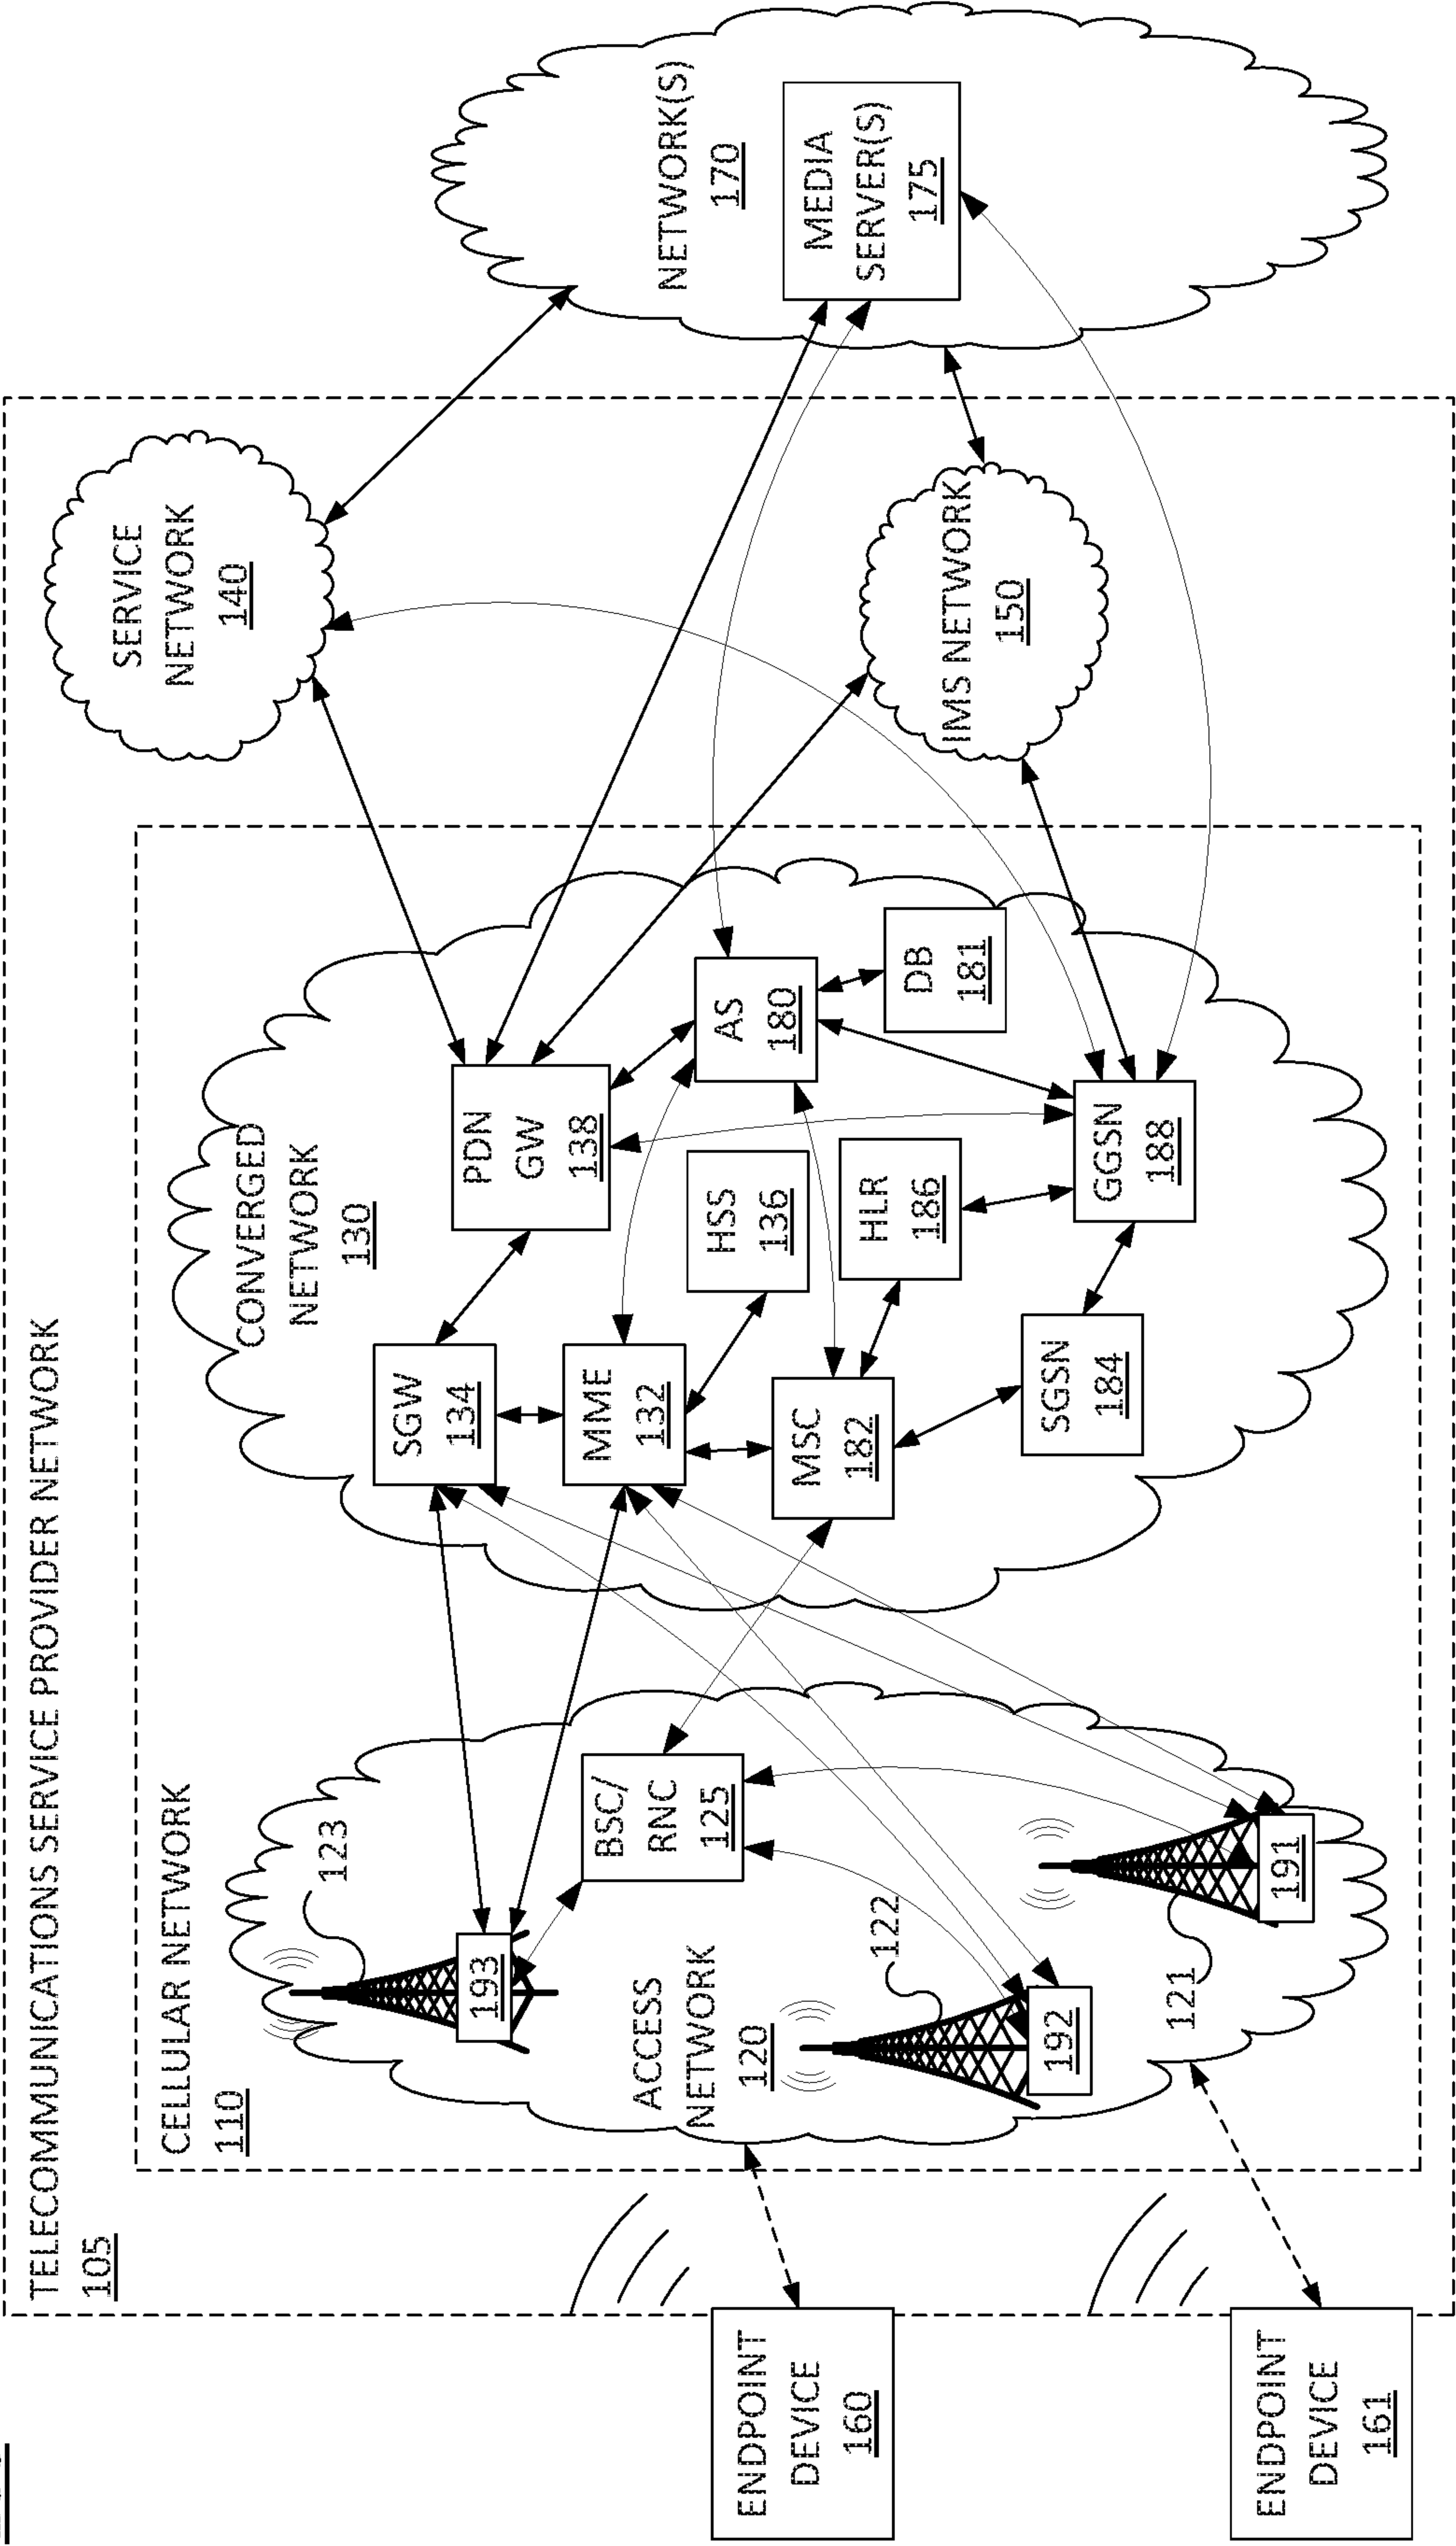 TELECOMMUNICATIONS SERVICE PROVIDER NETWORK
105
CELLULAR NETWORK
110
ACCESS
NETWORK
120
123
193
BSC/
RNC
125
122
192
121
191
CONVERGED
NETWORK
130
SGW
134
MME
132
PDN
GW
138
HSS
136
AS
180
DB
181
MSC
182
HLR
186
SGSN
184
GGSN
188
SERVICE
NETWORK
140
IMS NETWORK
150
NETWORK(S)
170
MEDIA
SERVER(S)
175
ENDPOINT
DEVICE
160
ENDPOINT
DEVICE
161